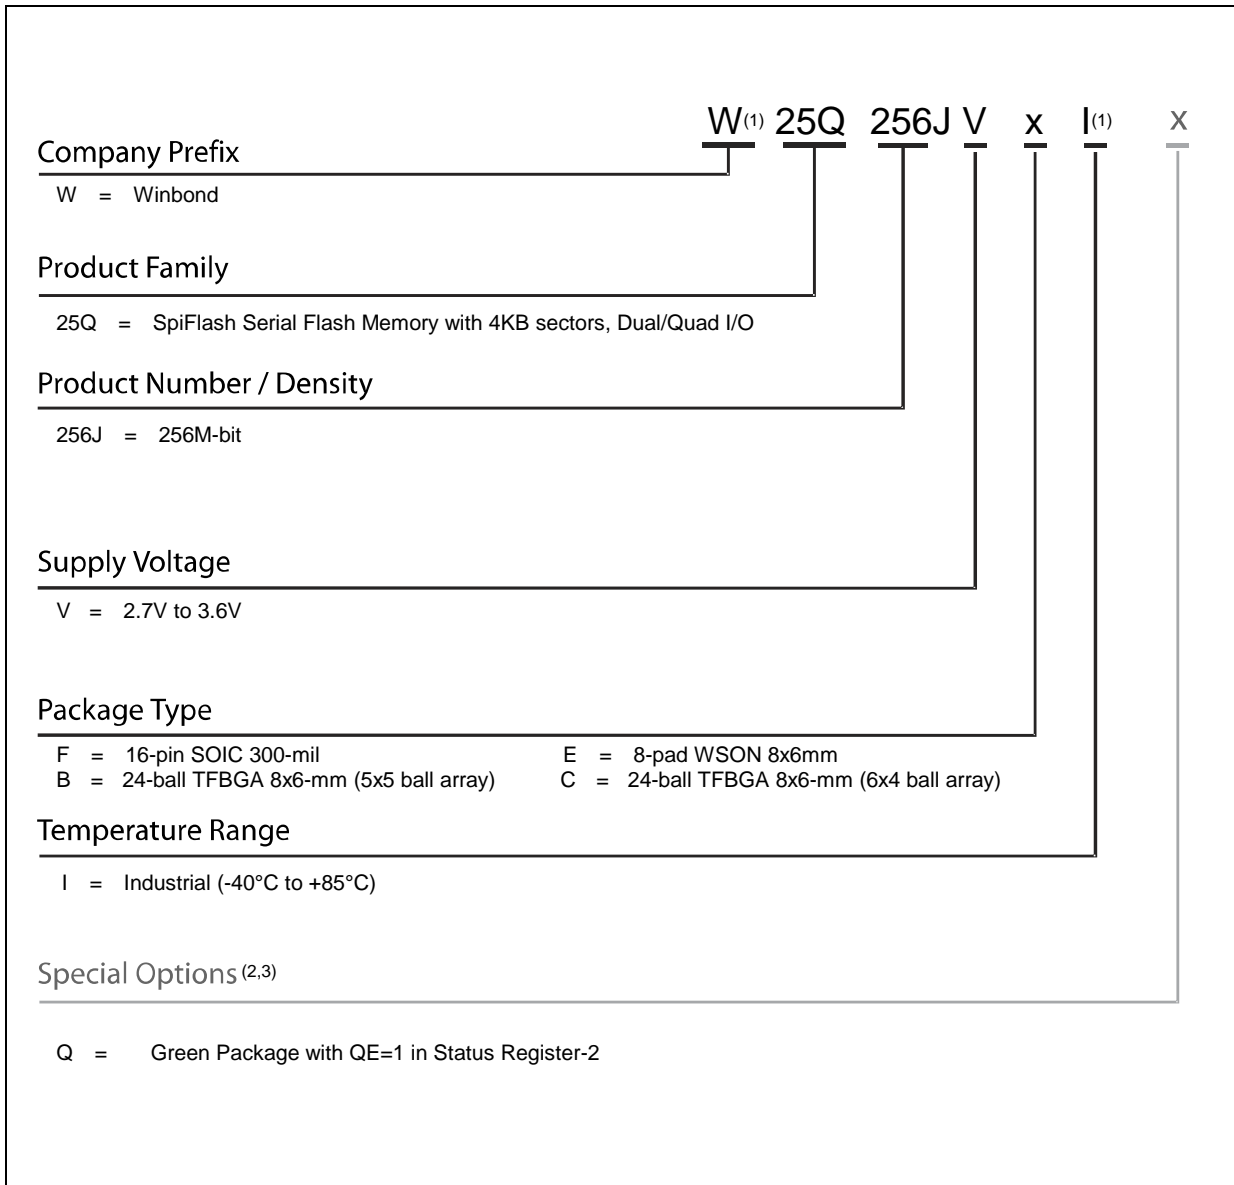 W(1) 25Q 256J V x I(1) x
Company Prefix
W = Winbond
Product Family
25Q = SpiFlash Serial Flash Memory with 4KB sectors, Dual/Quad I/O
Product Number / Density
256J = 256M-bit
Supply Voltage
V = 2.7V to 3.6V
Package Type
F = 16-pin SOIC 300-mil E = 8-pad WSON 8x6mm
B = 24-ball TFBGA 8x6-mm (5x5 ball array) C = 24-ball TFBGA 8x6-mm (6x4 ball array)
Temperature Range
I = Industrial (-40°C to +85°C)
Special Options (2,3)
Q = Green Package with QE=1 in Status Register-2